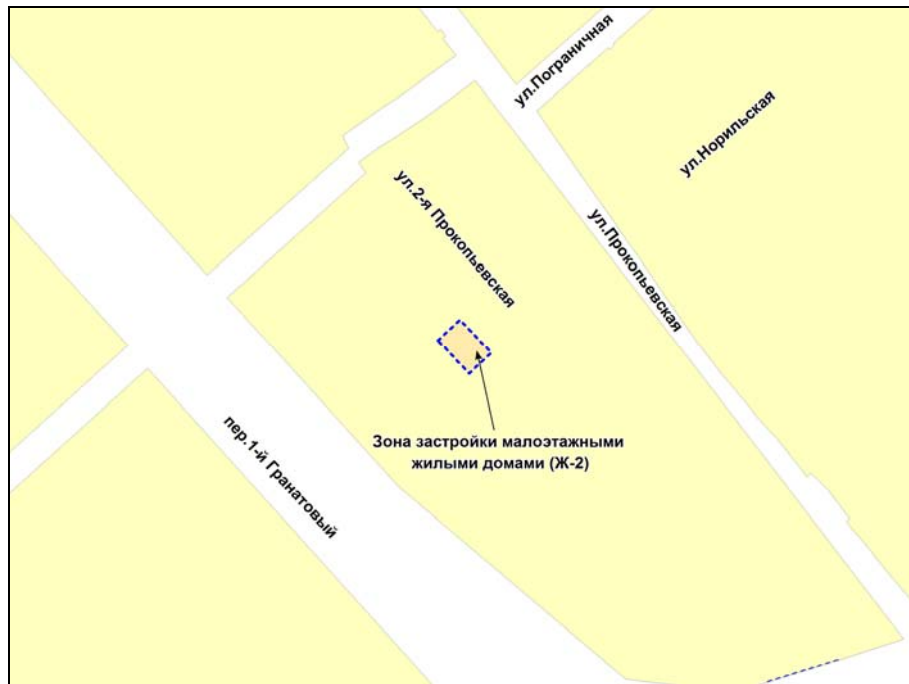 ул.Пограничная
ул.Норильская
ул.2-я Прокопьевская
ул.Прокопьевская
пер.1-й Гранатовый
Зона застройки малоэтажными
жилыми домами (Ж-2)